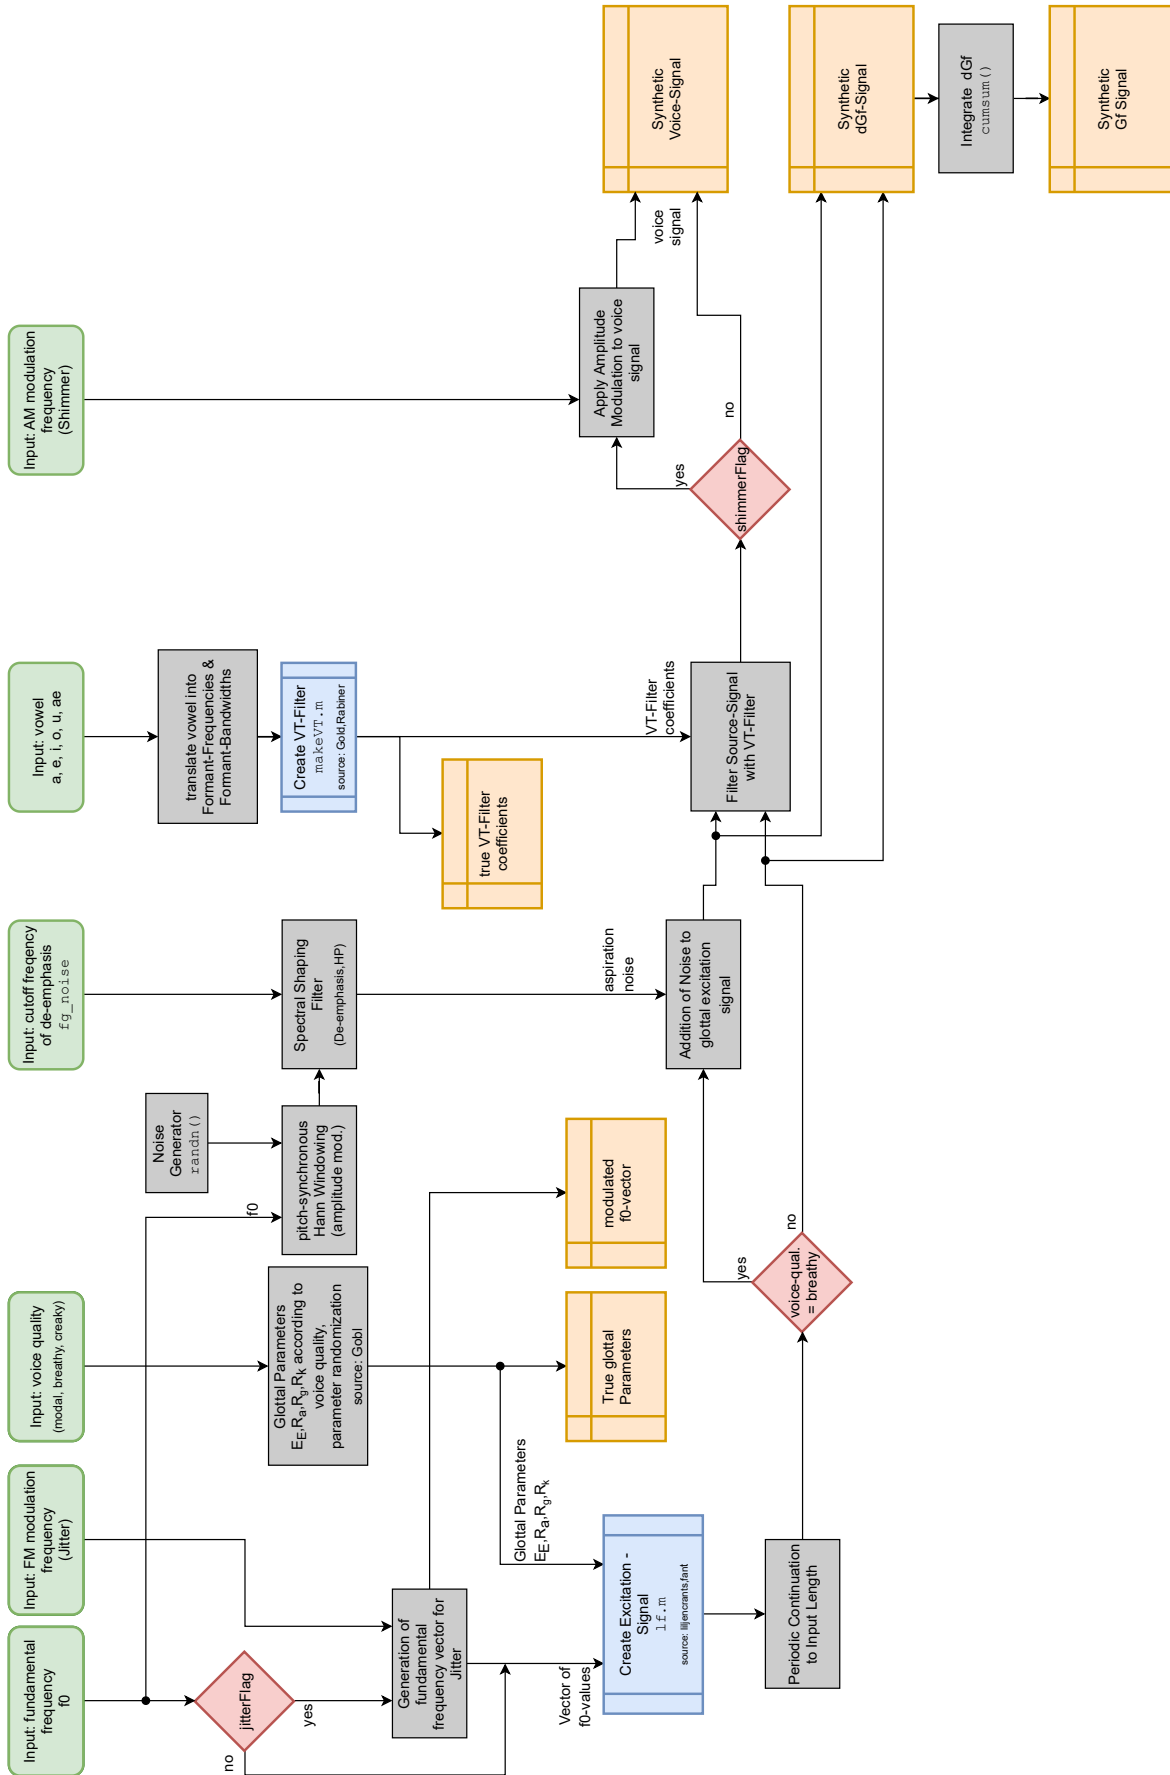 Input: fundamental
frequency
f0
Input: FM modulation
frequency
(Jitter)
Input: voice quality
(modal, breathy, creaky)
Input: cutoff freqency
of de-emphasis
fg_noise
Input: vowel
a, e, i, o, u, ae
Input: AM modulation
frequency
(Shimmer)
jitterFlag
yes
no
Generation of
fundamental
frequency vector for
Jitter
Vector of
f0-values
Glottal Parameters
EE,Ra,Rg,Rk according to
voice quality,
parameter randomization
source: Gobl
Glottal Parameters
EE,Ra,Rg,Rk
f0
Noise
Generator
randn()
pitch-synchronous
Hann Windowing
(amplitude mod.)
Spectral Shaping
Filter
(De-emphasis,HP)
aspiration
noise
translate vowel into
Formant-Frequencies &
Formant-Bandwidths
Create VT-Filter
makeVT.m
source: Gold,Rabiner
true VT-Filter
coefficients
VT-Filter
coefficients
Create Excitation -
Signal
lf.m
source: liljencrants,fant
True glottal
Parameters
modulated
f0-vector
Periodic Continuation
to Input Length
voice-qual.
= breathy
yes
no
Addition of Noise to
glottal excitation
signal
Filter Source-Signal
with VT-Filter
shimmerFlag
yes
no
Apply Amplitude
Modulation to voice
signal
voice
signal
Synthetic
Voice-Signal
Synthetic
dGf-Signal
Integrate dGf
cumsum()
Synthetic
Gf Signal